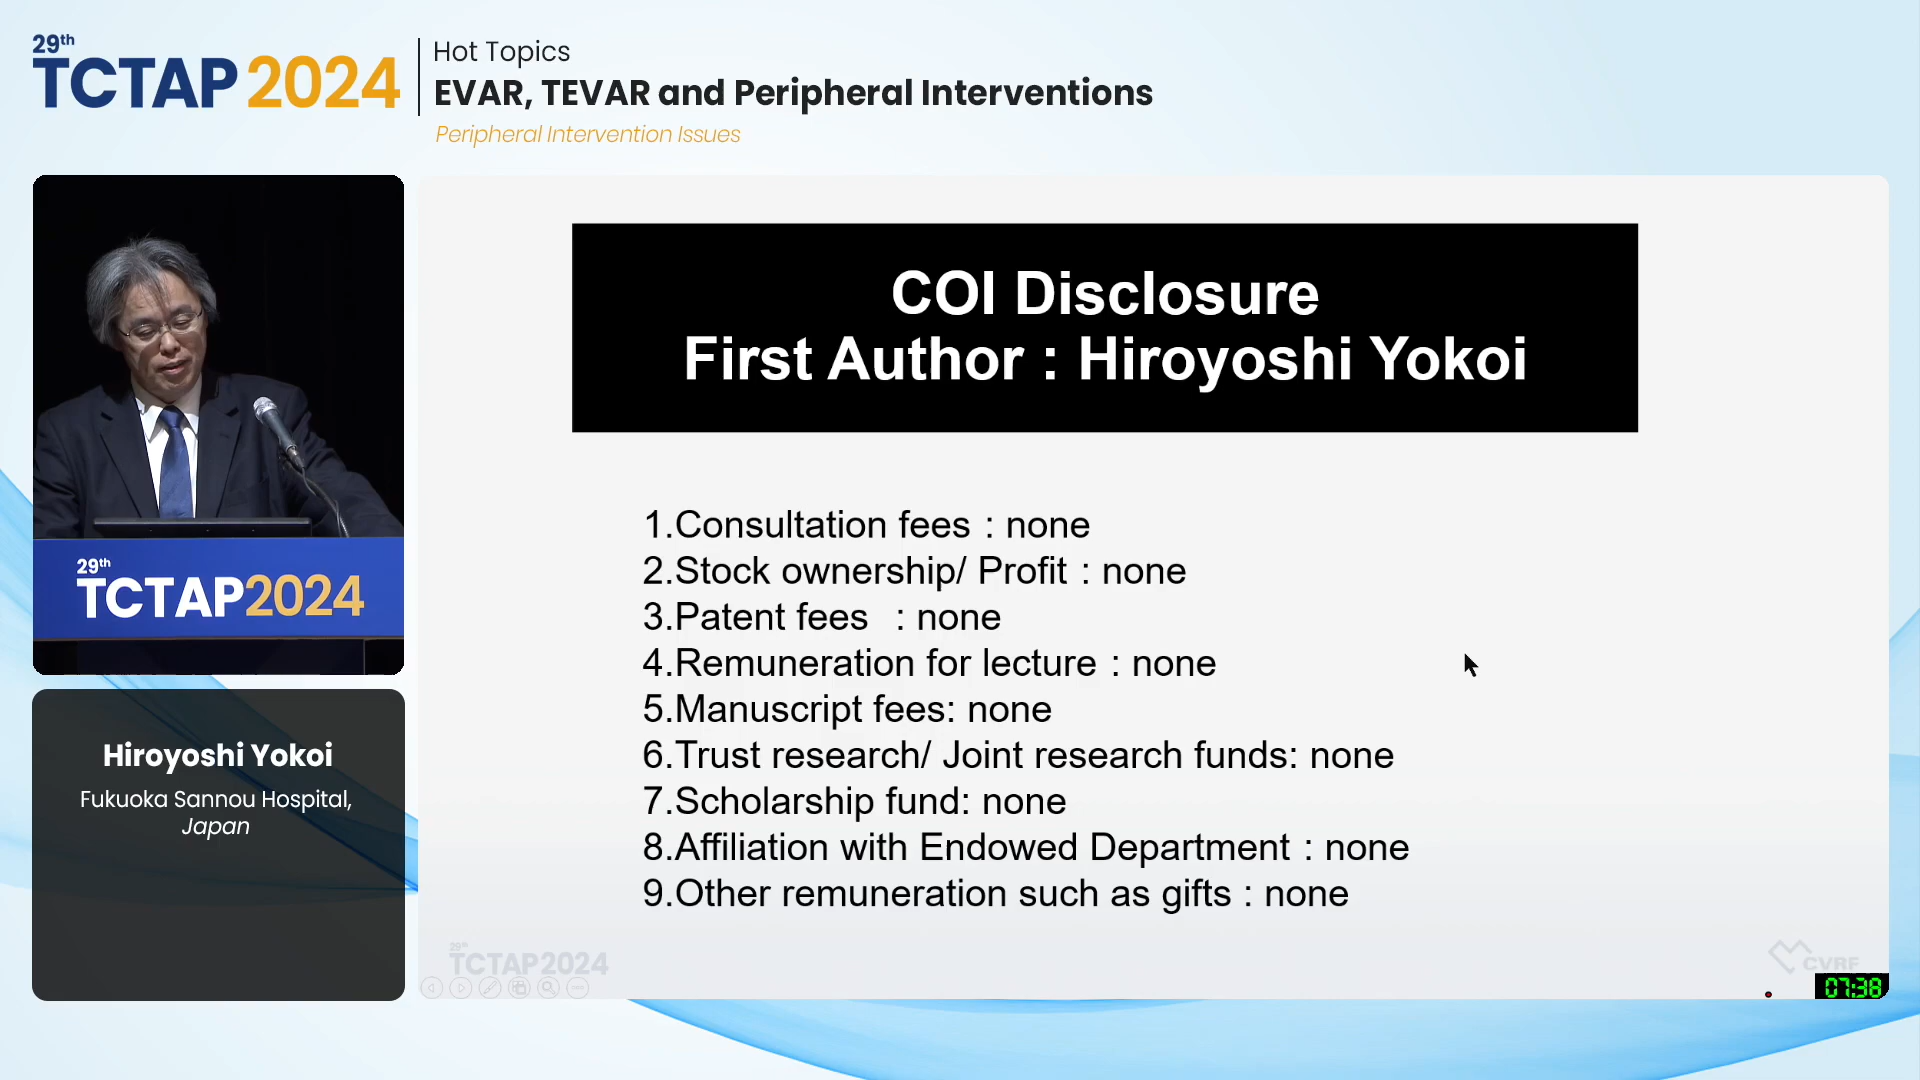 29th
TCTAP 2024
Hot Topics
EVAR, TEVAR and Peripheral Interventions
Peripheral Intervention Issues
COI Disclosure
First Author : Hiroyoshi Yokoi
1.Consultation fees : none
2.Stock ownership/ Profit : none
3.Patent fees : none
4.Remuneration for lecture : none
5.Manuscript fees: none
6.Trust research/ Joint research funds: none
7.Scholarship fund: none
8.Affiliation with Endowed Department : none
9.Other remuneration such as gifts : none
29th
TCTAP2024
Hiroyoshi Yokoi
Fukuoka Sannou Hospital,
Japan
29th
TCTAP2024
CVRF
07:38